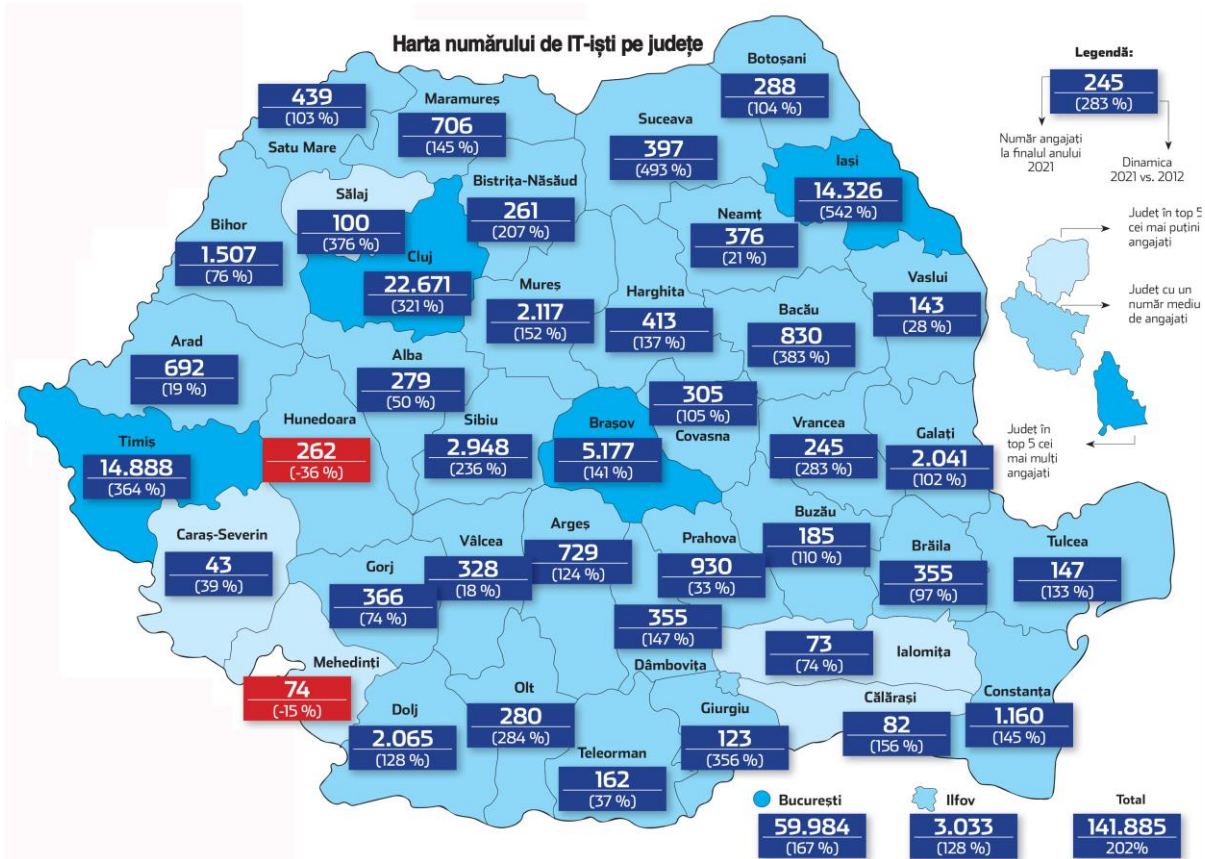 Harta numărului de IT-iști pe județe
Legendă:
245
(283 %)
Număr angajați
la finalul anului
2021
Dinamica
2021 vs. 2012
Județ în top 5
cei mai puțini
angajați
Județ cu un
număr mediu
de angajați
Județ în
top 5 cei
mai mulți
angajați
439
(103 %)
Satu Mare
Maramureș
706
(145 %)
Botoșani
288
(104 %)
Suceava
397
(493 %)
Iași
14.326
(542 %)
Sălaj
100
(376 %)
Bistrița-Năsăud
261
(207 %)
Neamț
376
(21 %)
Bihor
1.507
(76 %)
Cluj
22.671
(321 %)
Mureș
2.117
(152 %)
Harghita
413
(137 %)
Bacău
830
(383 %)
Vaslui
143
(28 %)
Arad
692
(19 %)
Alba
279
(50 %)
Timiș
14.888
(364 %)
Hunedoara
262
(-36 %)
Sibiu
2.948
(236 %)
Brașov
5.177
(141 %)
305
(105 %)
Covasna
Vrancea
245
(283 %)
Galați
2.041
(102 %)
Caraș-Severin
43
(39 %)
Gorj
366
(74 %)
Vâlcea
328
(18 %)
Argeș
729
(124 %)
Prahova
930
(33 %)
Buzău
185
(110 %)
Brăila
355
(97 %)
Tulcea
147
(133 %)
355
(147 %)
Dâmbovița
73
(74 %)
Ialomița
Mehedinți
74
(-15 %)
Dolj
2.065
(128 %)
Olt
280
(284 %)
Teleorman
162
(37 %)
Giurgiu
123
(356 %)
Călărași
82
(156 %)
Constanța
1.160
(145 %)
București
59.984
(167 %)
Ilfov
3.033
(128 %)
Total
141.885
202%